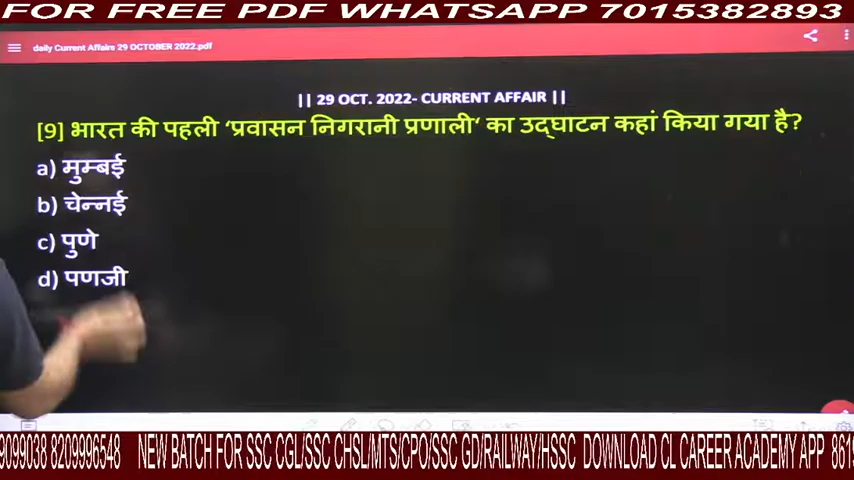 FOR FREE PDF WHATSAPP 7015382893
daily Current Affairs 29 OCTOBER 2022.pdf
|| 29 OCT. 2022- CURRENT AFFAIR ||
[9] भारत की पहली ‘प्रवासन निगरानी प्रणाली‘ का उद्घाटन कहां किया गया है?
a) मुम्बई
b) चेन्नई
c) पुणे
d) पणजी
9099038 8209996548 NEW BATCH FOR SSC CGL/SSC CHSL/MTS/CPO/SSC GD/RAILWAY/HSSC DOWNLOAD CL CAREER ACADEMY APP 861